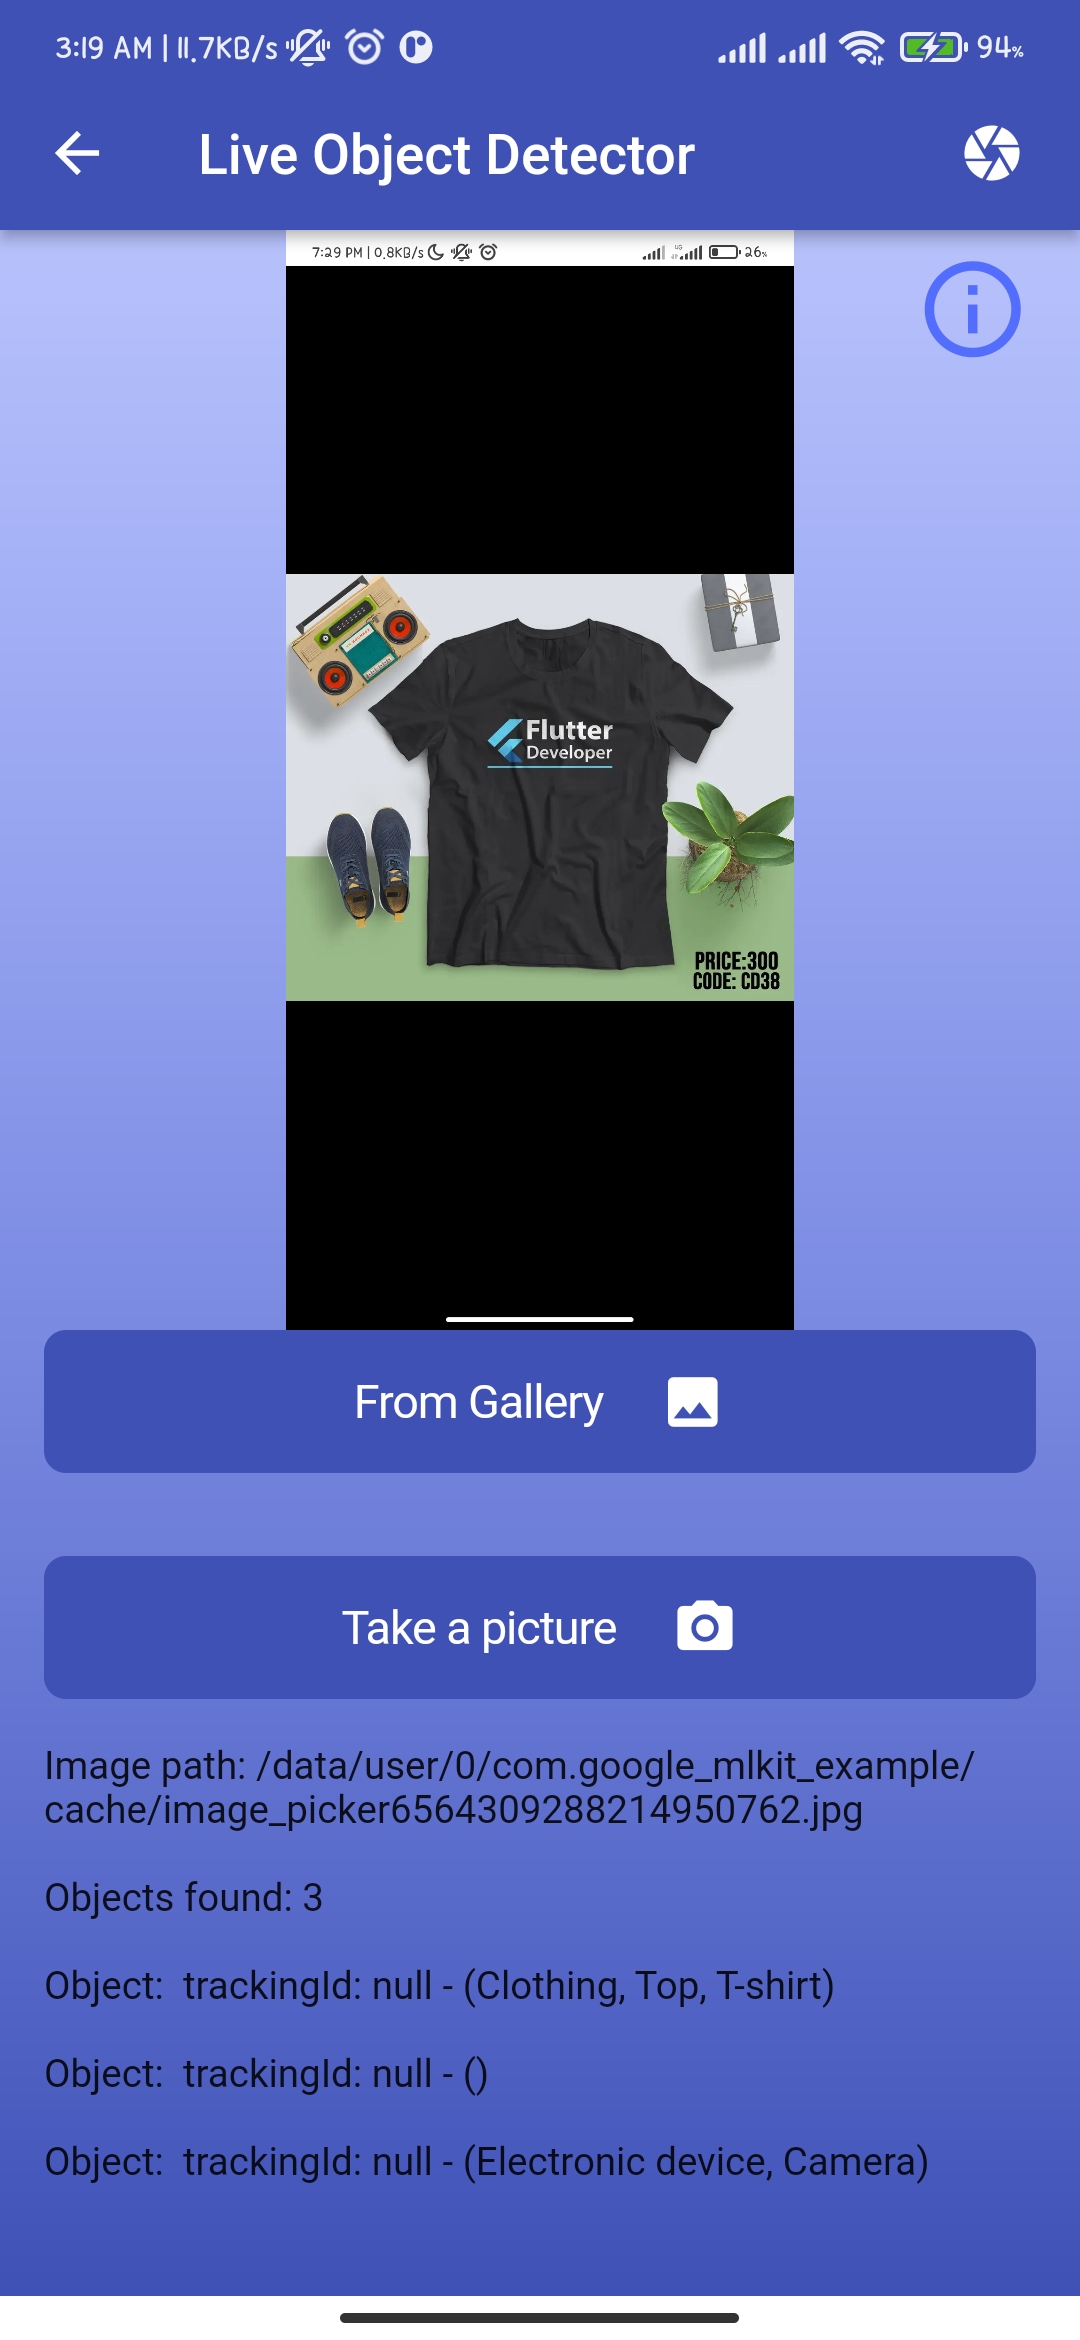 3:19 AM | 11.7KB/s 94%
Live Object Detector
7:29 PM | 0.8KB/s 26%
Flutter
Developer
PRICE:300
CODE: CD38
From Gallery
Take a picture
Image path: /data/user/0/com.google_mlkit_example/
cache/image_picker6564309288214950762.jpg
Objects found: 3
Object:  trackingId: null - (Clothing, Top, T-shirt)
Object:  trackingId: null - ()
Object:  trackingId: null - (Electronic device, Camera)